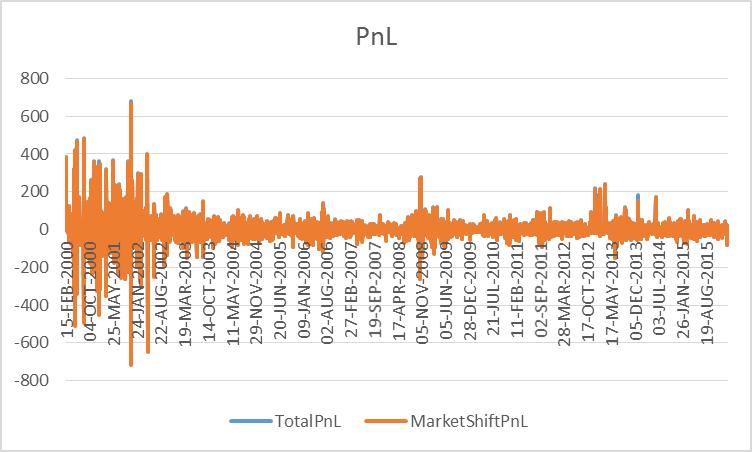 PnL
800
600
400
200
0
-200
-400
-600
-800
15-FEB-2000
04-OCT-2000
25-MAY-2001
24-JAN-2002
22-AUG-2002
19-MAR-2003
14-OCT-2003
11-MAY-2004
29-NOV-2004
20-JUN-2005
09-JAN-2006
02-AUG-2006
27-FEB-2007
19-SEP-2007
17-APR-2008
05-NOV-2008
05-JUN-2009
28-DEC-2009
21-JUL-2010
11-FEB-2011
02-SEP-2011
28-MAR-2012
17-OCT-2012
17-MAY-2013
05-DEC-2013
03-JUL-2014
26-JAN-2015
19-AUG-2015
TotalPnL
MarketShiftPnL